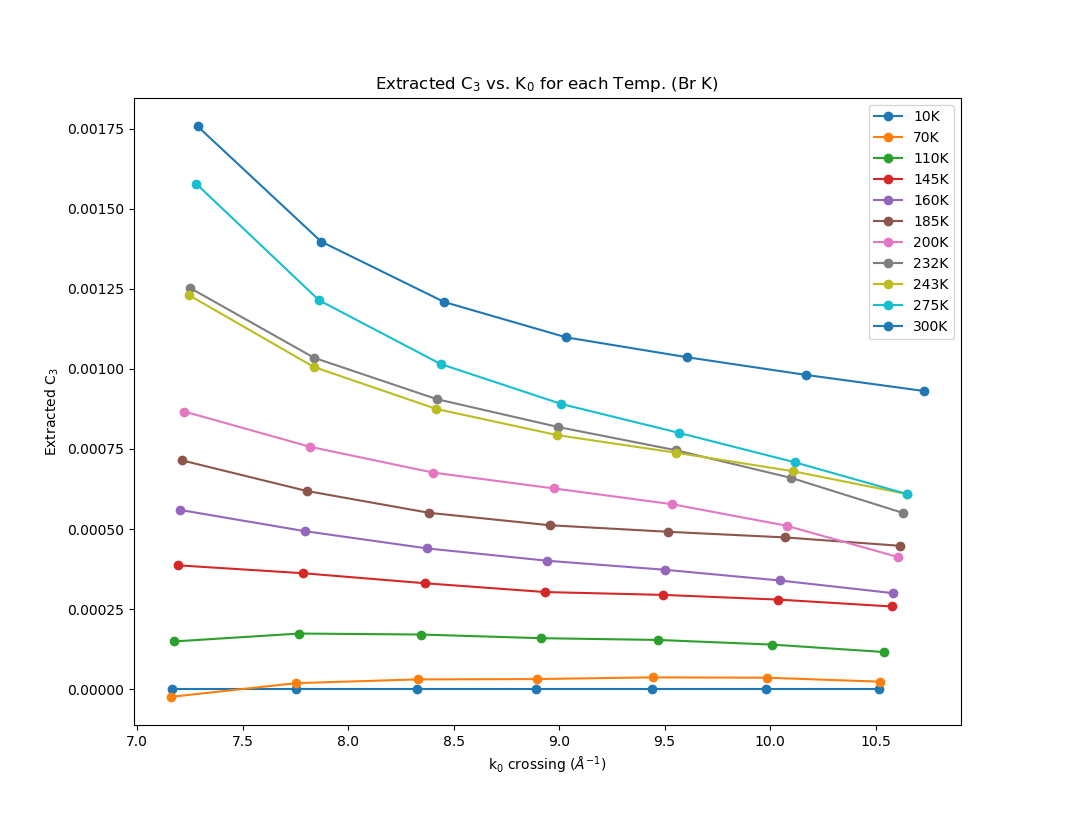 Extracted C₃ vs. K₀ for each Temp. (Br K)
0.00175
0.00150
0.00125
0.00100
0.00075
0.00050
0.00025
0.00000
Extracted C₃
10K
70K
110K
145K
160K
185K
200K
232K
243K
275K
300K
7.0 7.5 8.0 8.5 9.0 9.5 10.0 10.5
k₀ crossing (Å⁻¹)